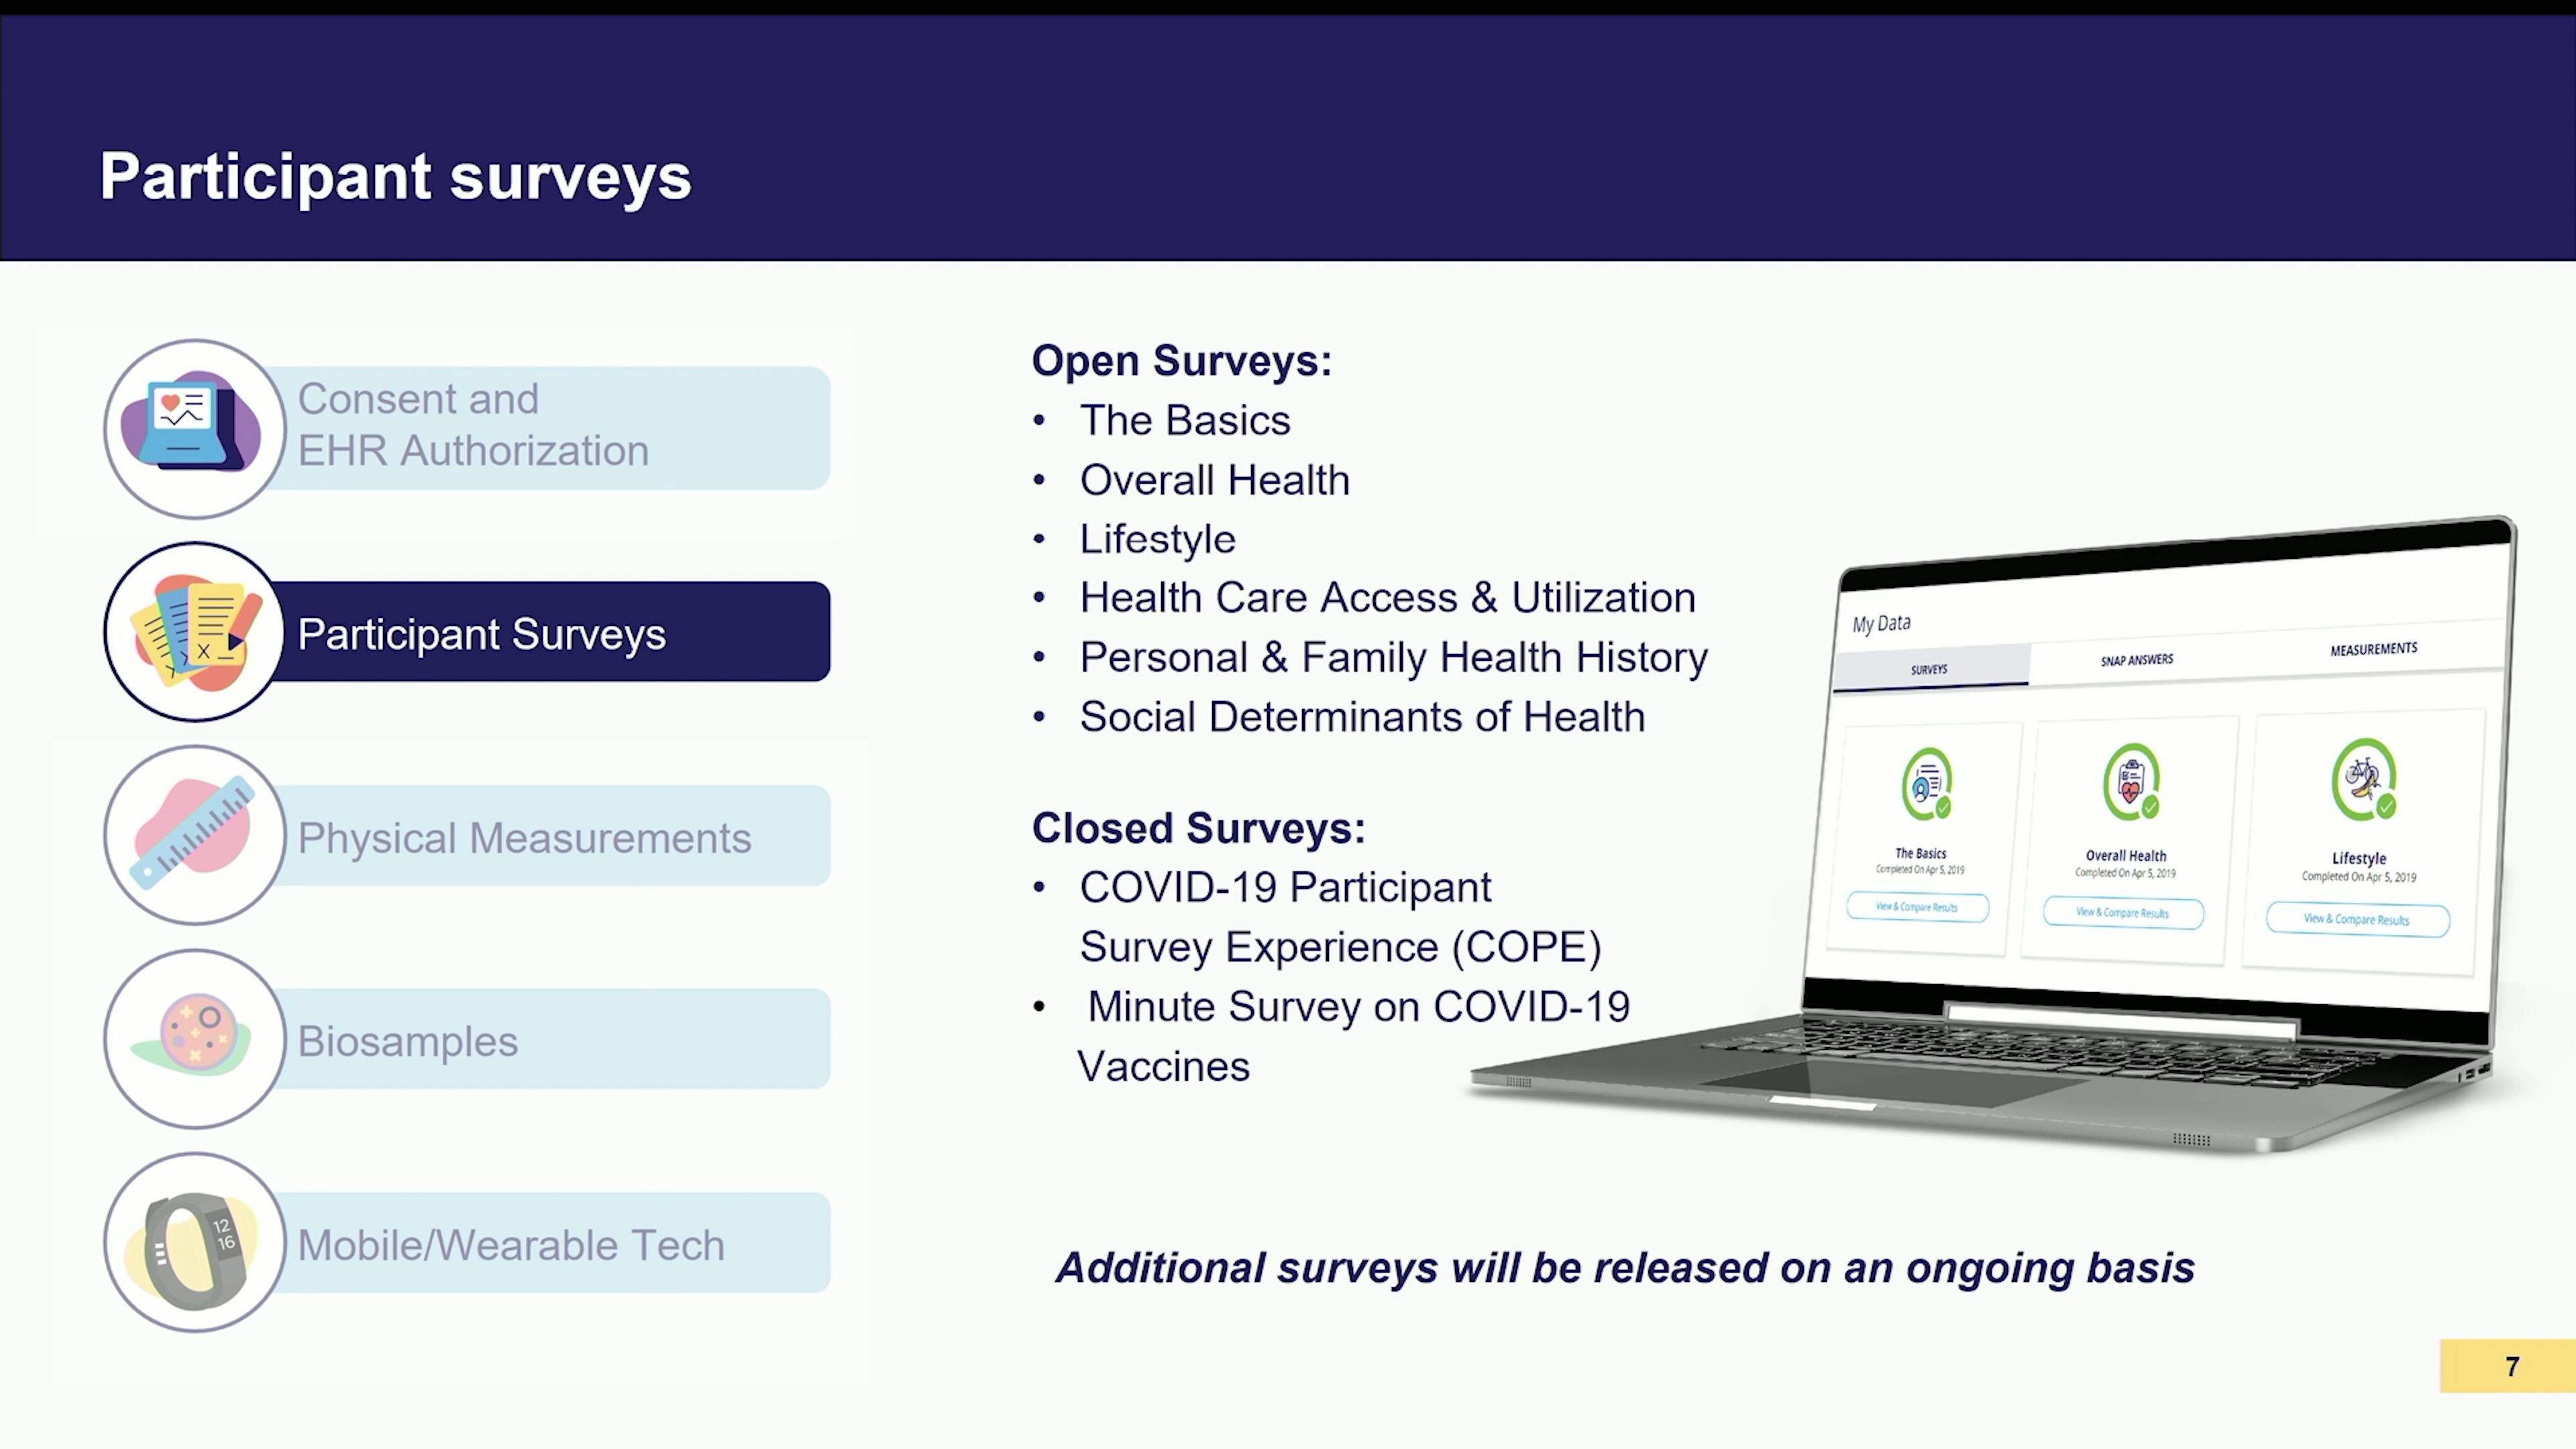 Participant surveys
Consent and
EHR Authorization
Participant Surveys
Physical Measurements
Biosamples
12
16
Mobile/Wearable Tech
Open Surveys:
• The Basics
• Overall Health
• Lifestyle
• Health Care Access & Utilization
• Personal & Family Health History
• Social Determinants of Health
Closed Surveys:
• COVID-19 Participant
Survey Experience (COPE)
• Minute Survey on COVID-19
Vaccines
My Data
SURVEYS SNAP ANSWERS MEASUREMENTS
The Basics
Completed On Apr 5, 2019
View & Compare Results
Overall Health
Completed On Apr 5, 2019
View & Compare Results
Lifestyle
Completed On Apr 5, 2019
View & Compare Results
Additional surveys will be released on an ongoing basis
7